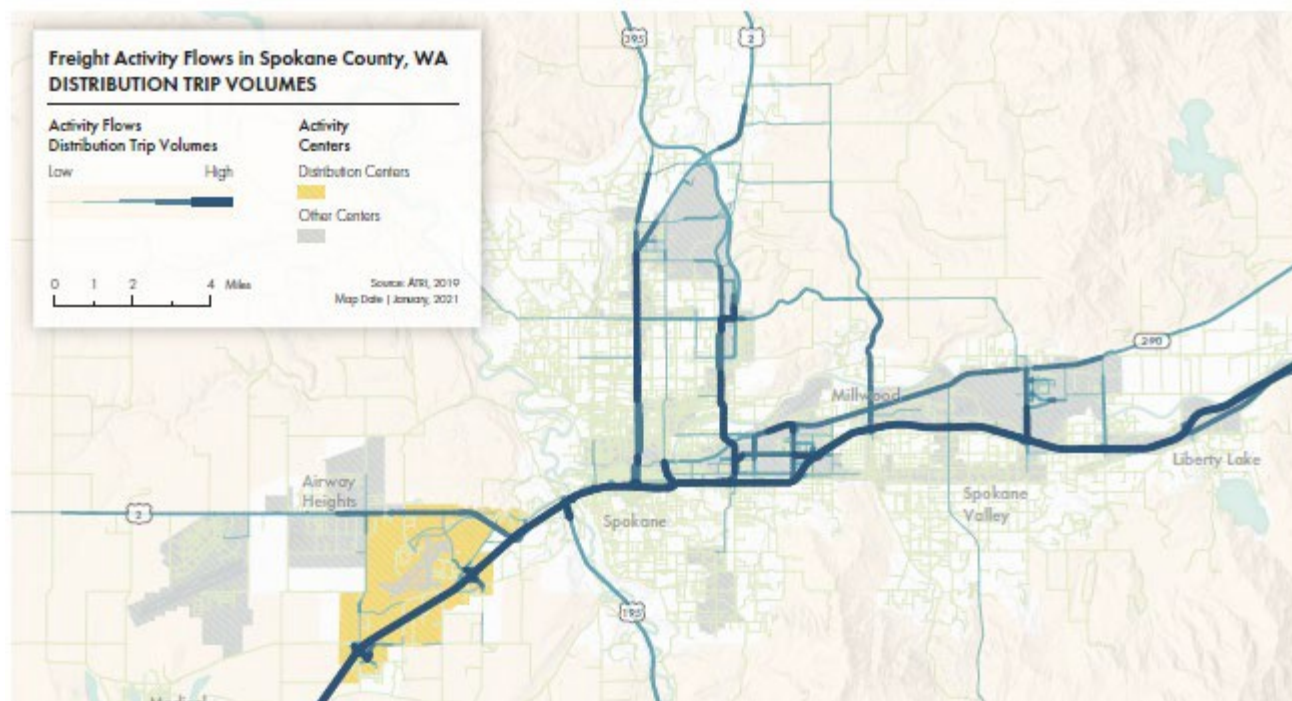 Freight Activity Flows in Spokane County, WA
DISTRIBUTION TRIP VOLUMES
Activity Flows
Distribution Trip Volumes
Low High
Activity
Centers
Distribution Centers
Other Centers
0 1 2 4 Miles
Source: ATRI, 2019
Map Date | January, 2021
395
2
290
Millwood
Liberty Lake
Airway
Heights
2
Spokane
Spokane
Valley
195